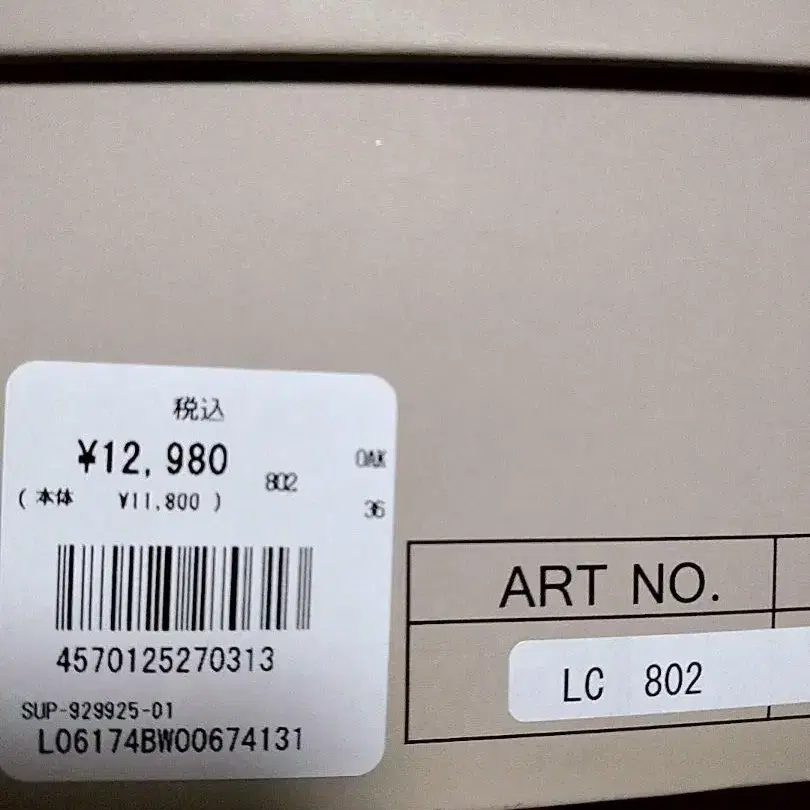 税込
¥12,980
(本体 ¥11,800)
802
OAK
36
4570125270313
SUP-929925-01
L06174BW00674131
ART NO.
LC 802